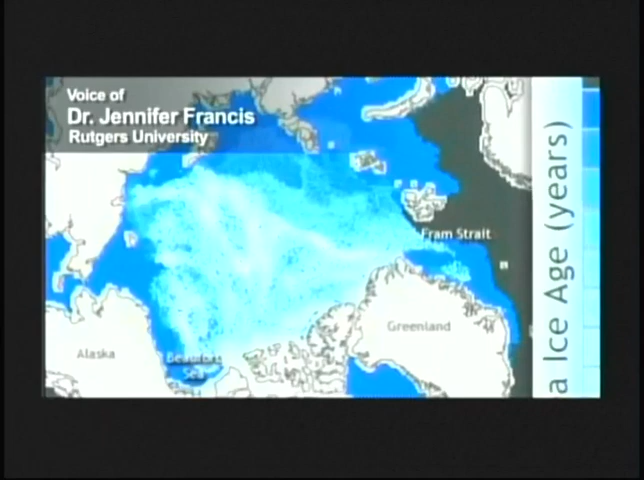 Voice of
Dr. Jennifer Francis
Rutgers University
Fram Strait
Greenland
Alaska
Beaufort
Sea
a Ice Age (years)